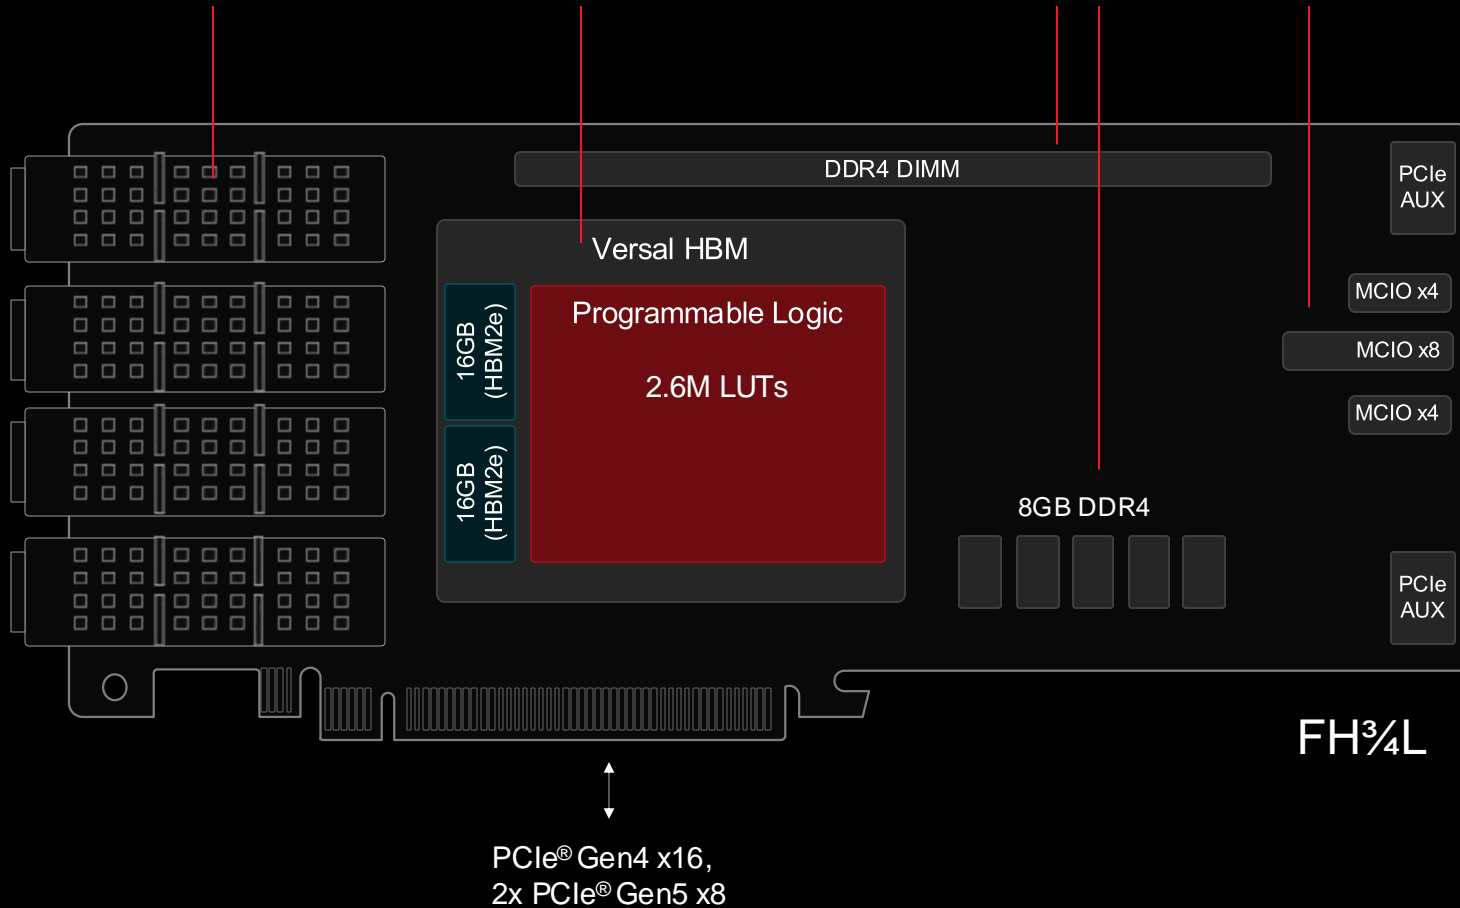 DDR4 DIMM
PCIe
AUX
Versal HBM
16GB
(HBM2e)
Programmable Logic
2.6M LUTs
16GB
(HBM2e)
MCIO x4
MCIO x8
MCIO x4
8GB DDR4
PCIe
AUX
FH¾L
PCIe® Gen4 x16,
2x PCIe® Gen5 x8